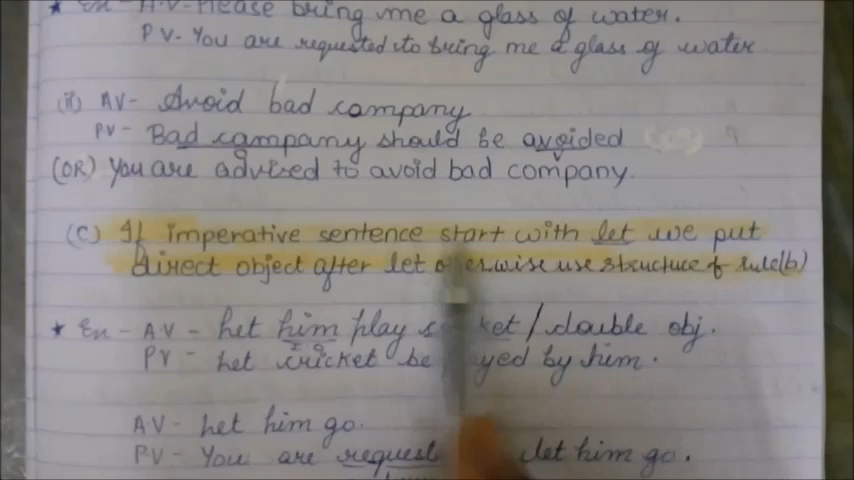 * Ex - A.V- Please bring me a glass of water.
P V- You are requested to bring me a glass of water
(ii) AV- Avoid bad company
PV - Bad company should be avoided
(OR) You are advised to avoid bad company.
(C) If imperative sentence start with let we put
direct object after let otherwise use structure of rule(b)
* Ex - A.V - Let him play / double obj.
PV - Let cricket be by him.
A.V- Let him go.
P.V- You are let him go.